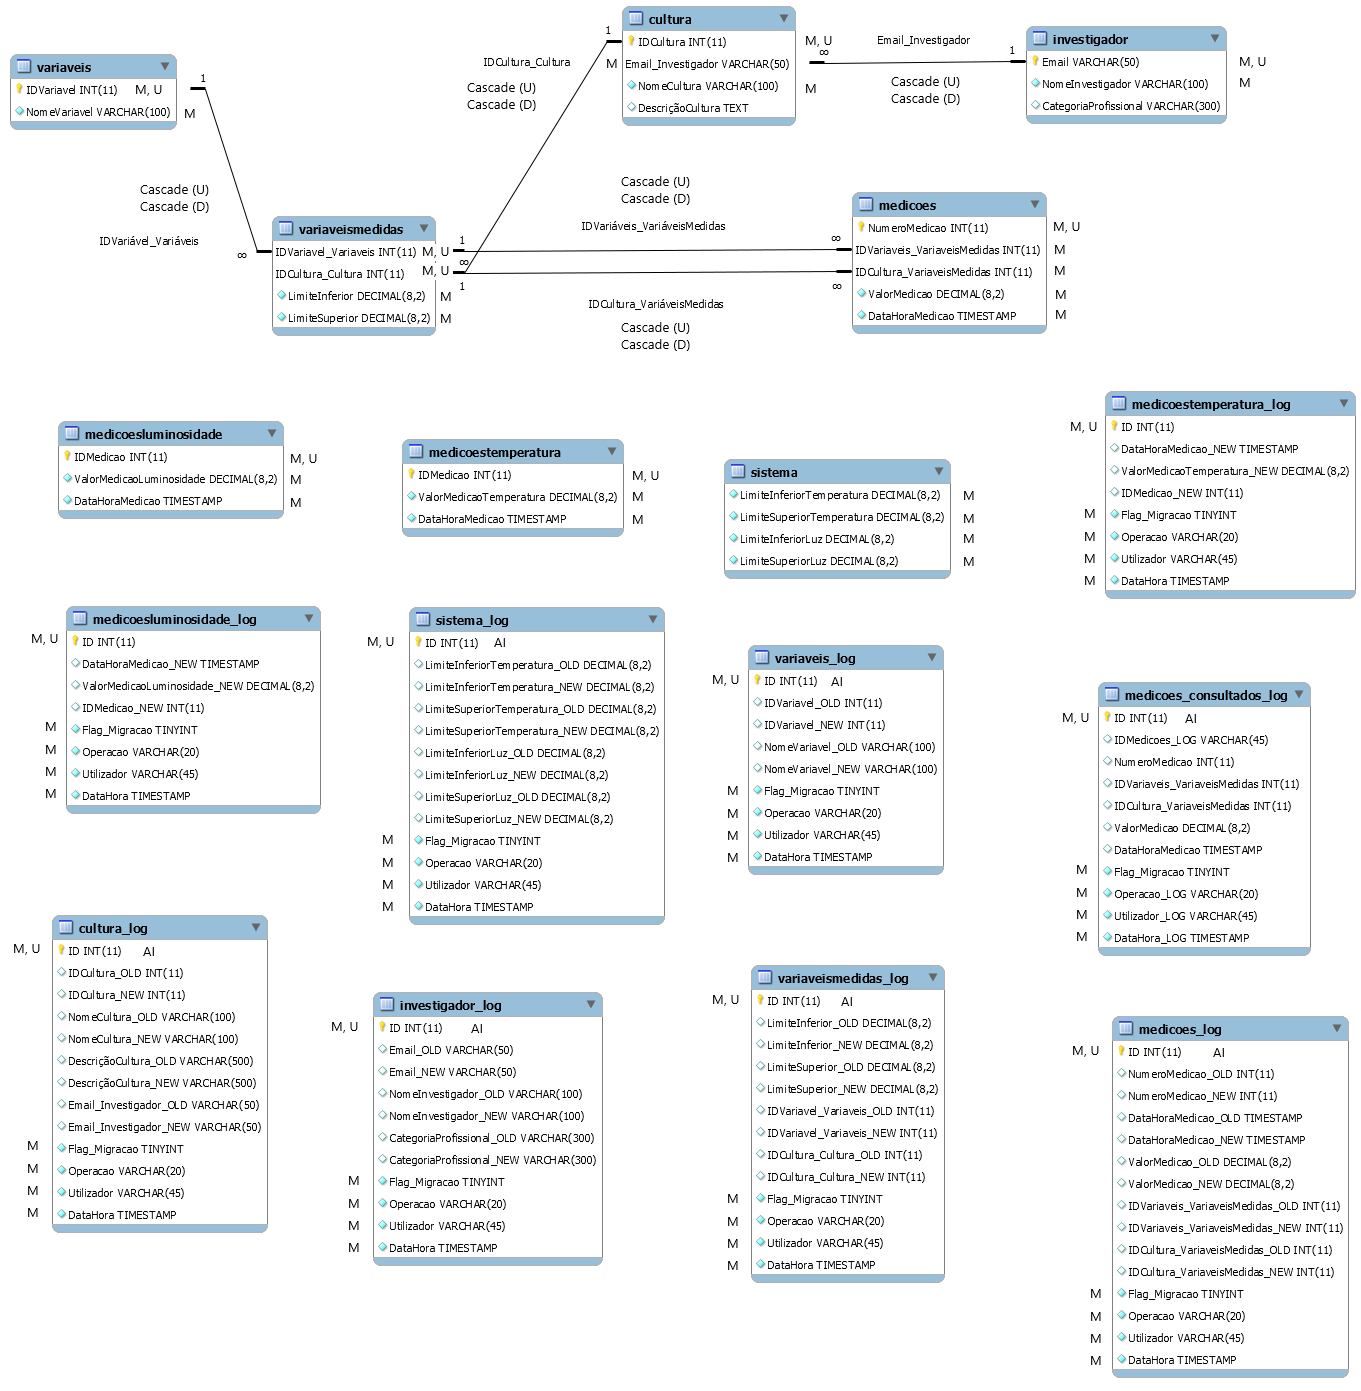 variaveis
IDVariavel INT(11) M, U
NomeVariavel VARCHAR(100) M
1
Cascade (U)
Cascade (D)
IDVariável_Variáveis
∞
variaveismedidas
IDVariavel_Variaveis INT(11) M, U
IDCultura_Cultura INT(11) M, U
LimiteInferior DECIMAL(8,2) M
LimiteSuperior DECIMAL(8,2) M
1
∞
1
IDCultura_Cultura
Cascade (U)
Cascade (D)
1
cultura
IDCultura INT(11) M, U
M Email_Investigador VARCHAR(50)
NomeCultura VARCHAR(100) M
DescriçãoCultura TEXT
∞
Email_Investigador
1
Cascade (U)
Cascade (D)
investigador
Email VARCHAR(50) M, U
NomeInvestigador VARCHAR(100) M
CategoriaProfissional VARCHAR(300)
Cascade (U)
Cascade (D)
IDVariáveis_VariáveisMedidas
∞
∞
IDCultura_VariáveisMedidas
Cascade (U)
Cascade (D)
medicoes
NumeroMedicao INT(11) M, U
IDVariaveis_VariaveisMedidas INT(11) M
IDCultura_VariaveisMedidas INT(11) M
ValorMedicao DECIMAL(8,2) M
DataHoraMedicao TIMESTAMP M
medicoesluminosidade
IDMedicao INT(11) M, U
ValorMedicaoLuminosidade DECIMAL(8,2) M
DataHoraMedicao TIMESTAMP M
medicoestemperatura
IDMedicao INT(11) M, U
ValorMedicaoTemperatura DECIMAL(8,2) M
DataHoraMedicao TIMESTAMP M
sistema
LimiteInferiorTemperatura DECIMAL(8,2) M
LimiteSuperiorTemperatura DECIMAL(8,2) M
LimiteInferiorLuz DECIMAL(8,2) M
LimiteSuperiorLuz DECIMAL(8,2) M
medicoestemperatura_log
M, U ID INT(11)
DataHoraMedicao_NEW TIMESTAMP
ValorMedicaoTemperatura_NEW DECIMAL(8,2)
IDMedicao_NEW INT(11)
M Flag_Migracao TINYINT
M Operacao VARCHAR(20)
M Utilizador VARCHAR(45)
M DataHora TIMESTAMP
medicoesluminosidade_log
M, U ID INT(11)
DataHoraMedicao_NEW TIMESTAMP
ValorMedicaoLuminosidade_NEW DECIMAL(8,2)
IDMedicao_NEW INT(11)
M Flag_Migracao TINYINT
M Operacao VARCHAR(20)
M Utilizador VARCHAR(45)
M DataHora TIMESTAMP
sistema_log
M, U ID INT(11) AI
LimiteInferiorTemperatura_OLD DECIMAL(8,2)
LimiteInferiorTemperatura_NEW DECIMAL(8,2)
LimiteSuperiorTemperatura_OLD DECIMAL(8,2)
LimiteSuperiorTemperatura_NEW DECIMAL(8,2)
LimiteInferiorLuz_OLD DECIMAL(8,2)
LimiteInferiorLuz_NEW DECIMAL(8,2)
LimiteSuperiorLuz_OLD DECIMAL(8,2)
LimiteSuperiorLuz_NEW DECIMAL(8,2)
M Flag_Migracao TINYINT
M Operacao VARCHAR(20)
M Utilizador VARCHAR(45)
M DataHora TIMESTAMP
variaveis_log
M, U ID INT(11) AI
IDVariavel_OLD INT(11)
IDVariavel_NEW INT(11)
NomeVariavel_OLD VARCHAR(100)
NomeVariavel_NEW VARCHAR(100)
M Flag_Migracao TINYINT
M Operacao VARCHAR(20)
M Utilizador VARCHAR(45)
M DataHora TIMESTAMP
medicoes_consultados_log
M, U ID INT(11) AI
IDMedicoes_LOG VARCHAR(45)
NumeroMedicao INT(11)
IDVariaveis_VariaveisMedidas INT(11)
IDCultura_VariaveisMedidas INT(11)
ValorMedicao DECIMAL(8,2)
DataHoraMedicao TIMESTAMP
M Flag_Migracao TINYINT
M Operacao_LOG VARCHAR(20)
M Utilizador_LOG VARCHAR(45)
M DataHora_LOG TIMESTAMP
cultura_log
M, U ID INT(11) AI
IDCultura_OLD INT(11)
IDCultura_NEW INT(11)
NomeCultura_OLD VARCHAR(100)
NomeCultura_NEW VARCHAR(100)
DescriçãoCultura_OLD VARCHAR(500)
DescriçãoCultura_NEW VARCHAR(500)
Email_Investigador_OLD VARCHAR(50)
Email_Investigador_NEW VARCHAR(50)
M Flag_Migracao TINYINT
M Operacao VARCHAR(20)
M Utilizador VARCHAR(45)
M DataHora TIMESTAMP
investigador_log
M, U ID INT(11) AI
Email_OLD VARCHAR(50)
Email_NEW VARCHAR(50)
NomeInvestigador_OLD VARCHAR(100)
NomeInvestigador_NEW VARCHAR(100)
CategoriaProfissional_OLD VARCHAR(300)
CategoriaProfissional_NEW VARCHAR(300)
M Flag_Migracao TINYINT
M Operacao VARCHAR(20)
M Utilizador VARCHAR(45)
M DataHora TIMESTAMP
variaveismedidas_log
M, U ID INT(11) AI
LimiteInferior_OLD DECIMAL(8,2)
LimiteInferior_NEW DECIMAL(8,2)
LimiteSuperior_OLD DECIMAL(8,2)
LimiteSuperior_NEW DECIMAL(8,2)
IDVariavel_Variaveis_OLD INT(11)
IDVariavel_Variaveis_NEW INT(11)
IDCultura_Cultura_OLD INT(11)
IDCultura_Cultura_NEW INT(11)
M Flag_Migracao TINYINT
M Operacao VARCHAR(20)
M Utilizador VARCHAR(45)
M DataHora TIMESTAMP
medicoes_log
M, U ID INT(11) AI
NumeroMedicao_OLD INT(11)
NumeroMedicao_NEW INT(11)
DataHoraMedicao_OLD TIMESTAMP
DataHoraMedicao_NEW TIMESTAMP
ValorMedicao_OLD DECIMAL(8,2)
ValorMedicao_NEW DECIMAL(8,2)
IDVariaveis_VariaveisMedidas_OLD INT(11)
IDVariaveis_VariaveisMedidas_NEW INT(11)
IDCultura_VariaveisMedidas_OLD INT(11)
IDCultura_VariaveisMedidas_NEW INT(11)
M Flag_Migracao TINYINT
M Operacao VARCHAR(20)
M Utilizador VARCHAR(45)
M DataHora TIMESTAMP